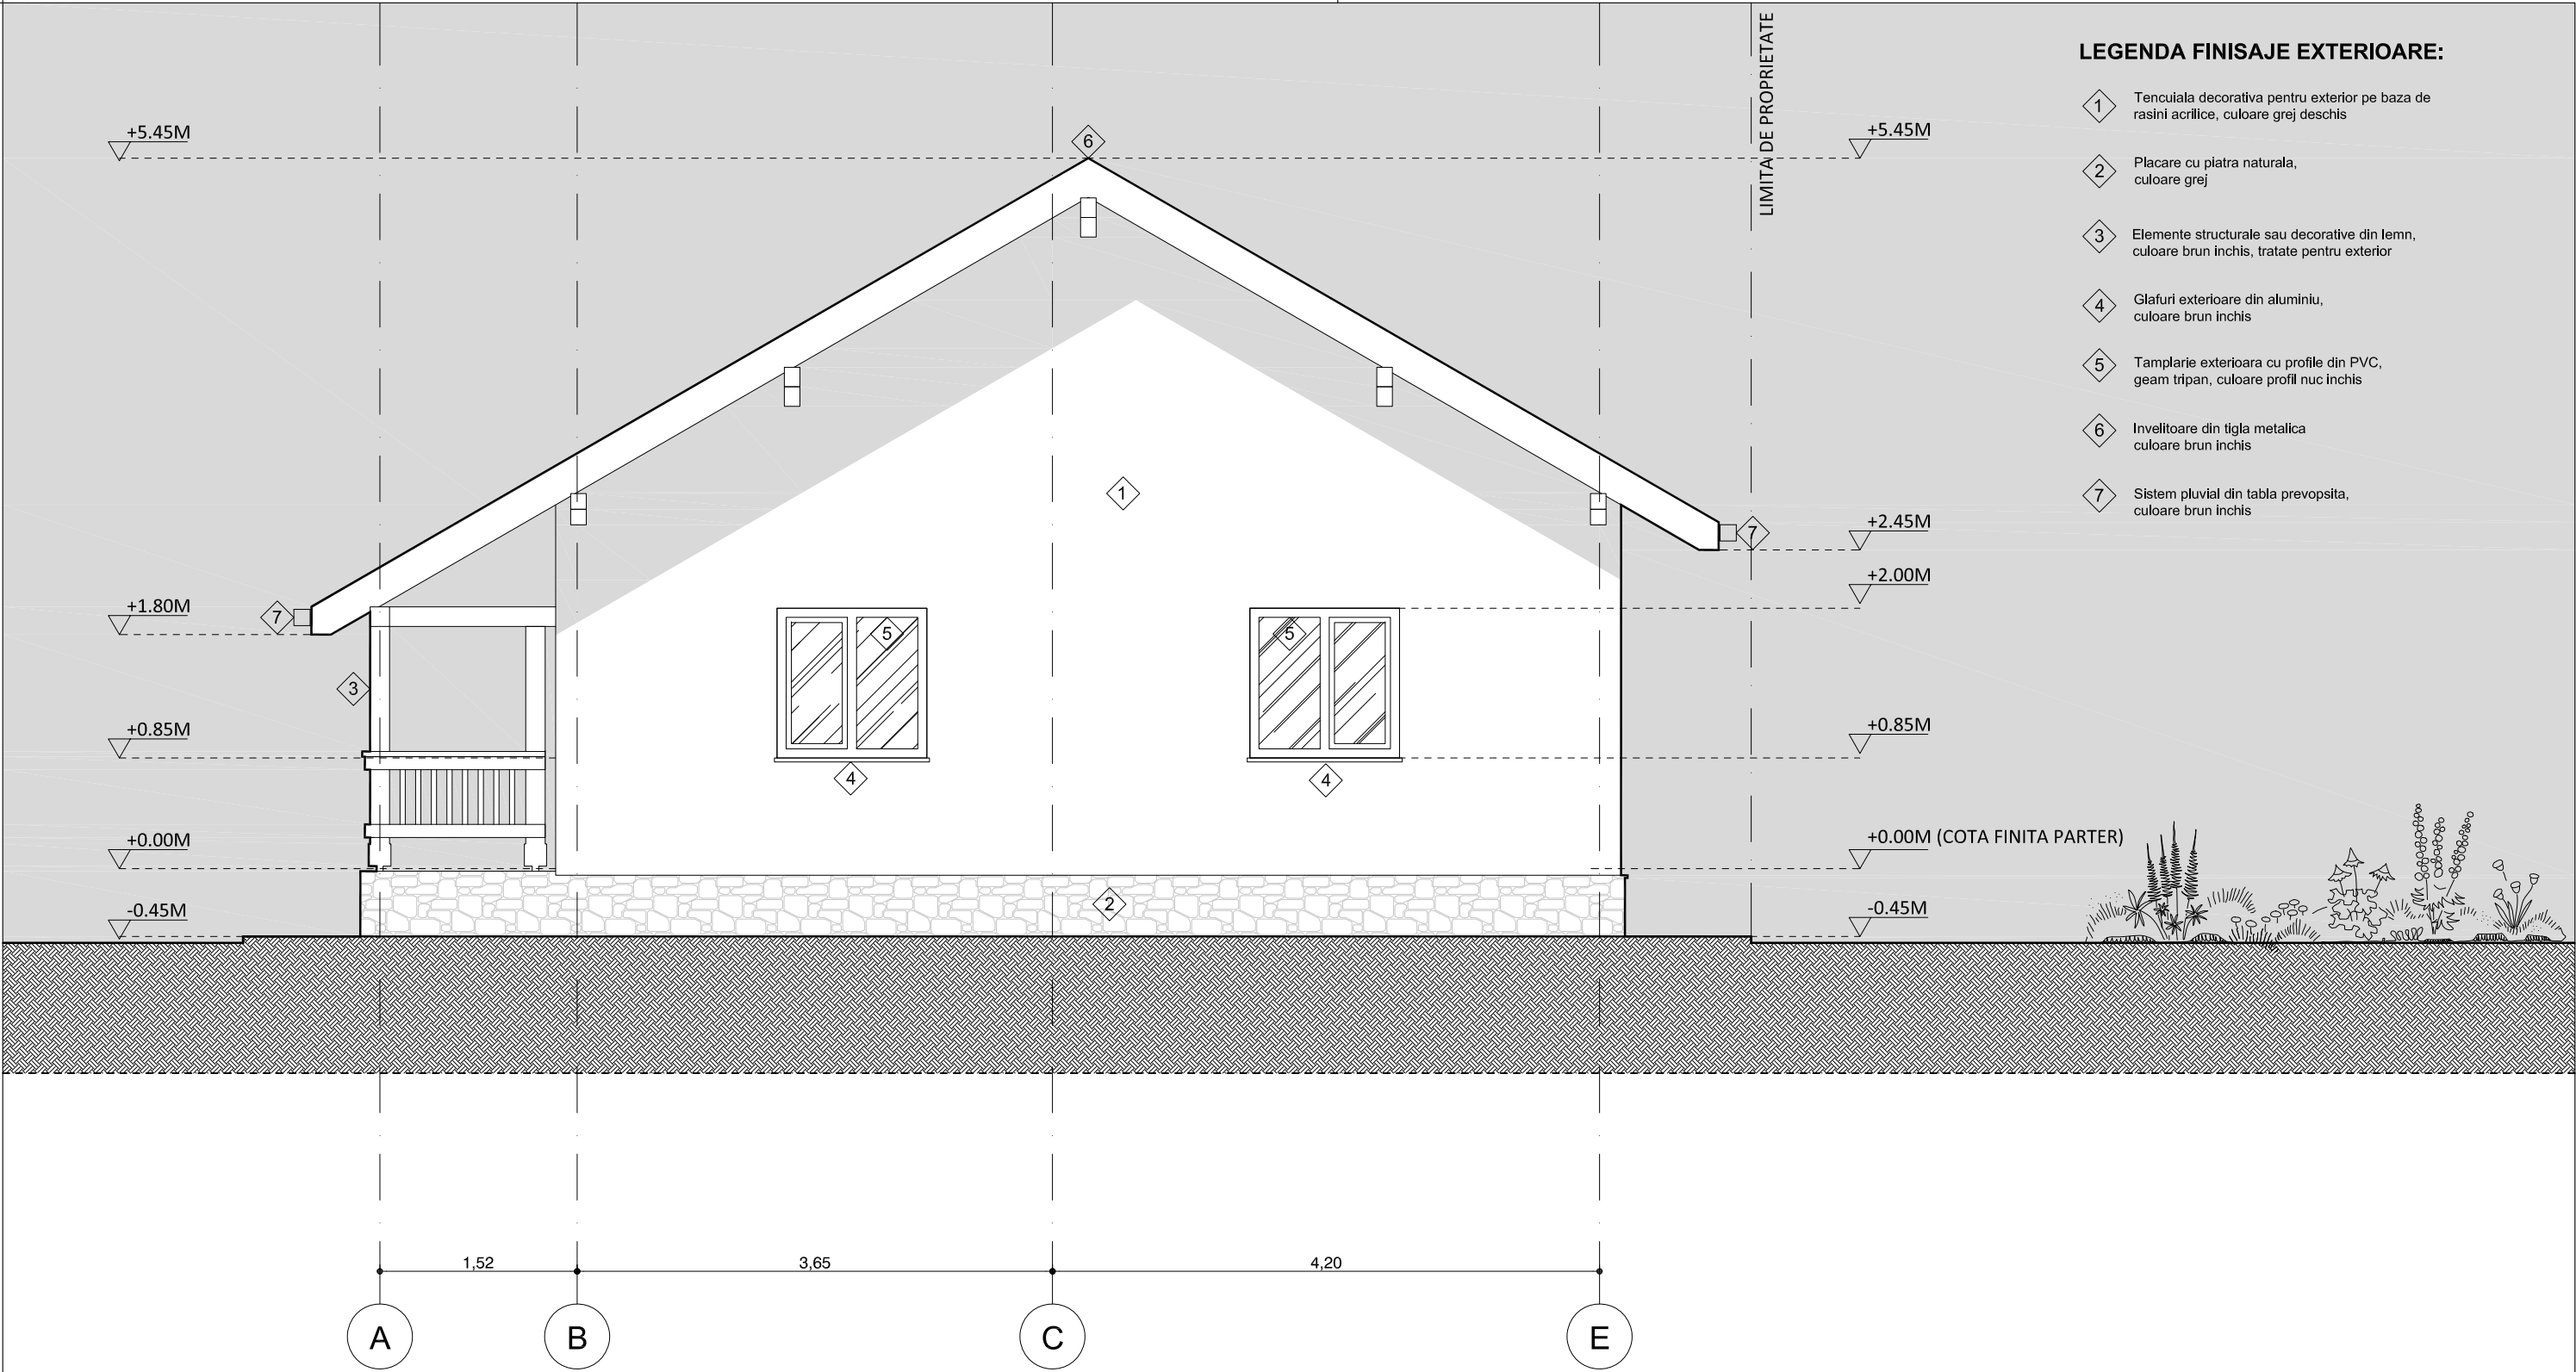 LEGENDA FINISAJE EXTERIOARE:
1
Tencuiala decorativa pentru exterior pe baza de
rasini acrilice, culoare grej deschis
2
Placare cu piatra naturala,
culoare grej
3
Elemente structurale sau decorative din lemn,
culoare brun inchis, tratate pentru exterior
4
Glafuri exterioare din aluminiu,
culoare brun inchis
5
Tamplarie exterioara cu profile din PVC,
geam tripan, culoare profil nuc inchis
6
Invelitoare din tigla metalica
culoare brun inchis
7
Sistem pluvial din tabla prevopsita,
culoare brun inchis
LIMITA DE PROPRIETATE
+5.45M
6
+5.45M
1
+2.45M
7
+2.00M
+1.80M
7
5
5
3
+0.85M
+0.85M
4
4
+0.00M
+0.00M (COTA FINITA PARTER)
-0.45M
2
-0.45M
1,52
3,65
4,20
A
B
C
E